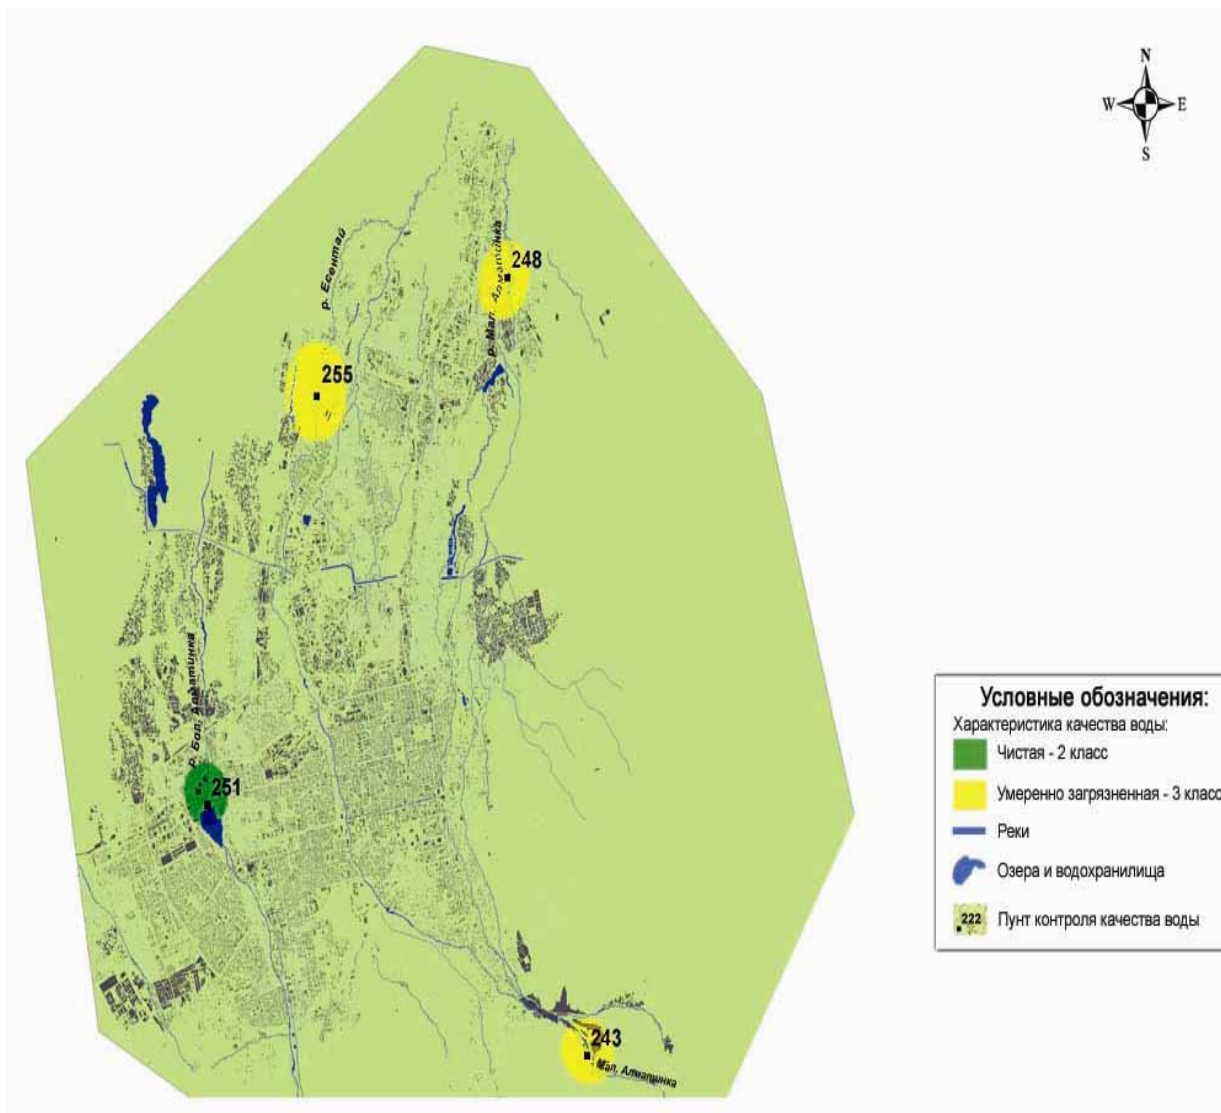 N
W E
S
р. Есентай
р. Мал. Алматинка
248
255
р. Бол. Алматинка
251
243
Мал. Алматинка
Условные обозначения:
Характеристика качества воды:
Чистая - 2 класс
Умеренно загрязненная - 3 класс
Реки
Озера и водохранилища
222
Пунт контроля качества воды